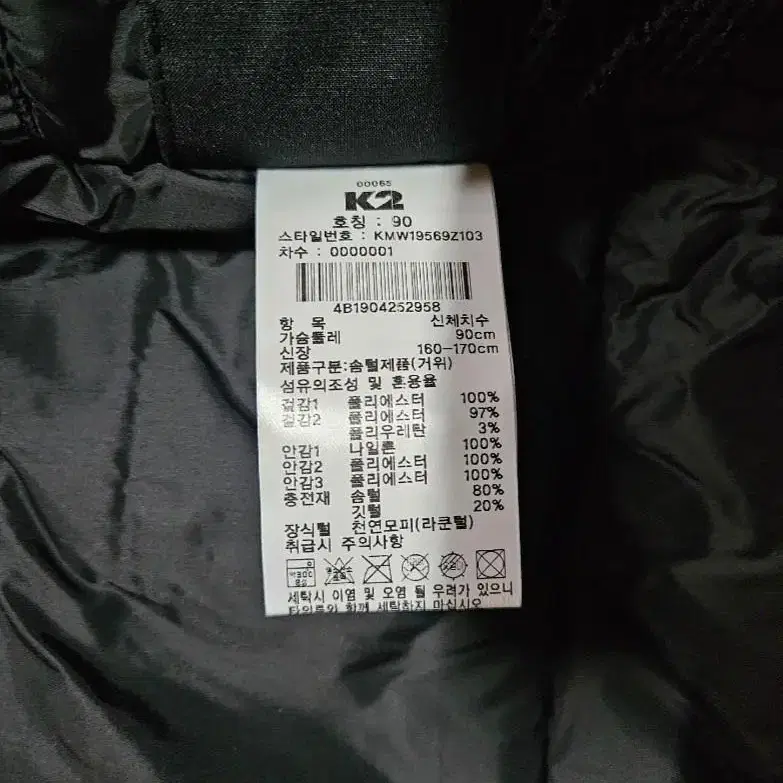 00065
K2
호칭 : 90
스타일번호 : KMW19569Z103
차수 : 0000001
4B1904252958
항 목 신체치수
가슴둘레 90cm
신장 160-170cm
제품구분:솜털제품(거위)
섬유의조성 및 혼용율
겉감1 폴리에스터 100%
겉감2 폴리에스터 97%
폴리우레탄 3%
안감1 나일론 100%
안감2 폴리에스터 100%
안감3 폴리에스터 100%
충전재 솜털 80%
깃털 20%
장식털 천연모피(라쿤털)
취급시 주의사항
약30℃
세탁시 이염 및 오염 될 우려가 있으니
타의류와 함께 세탁하지 마십시오